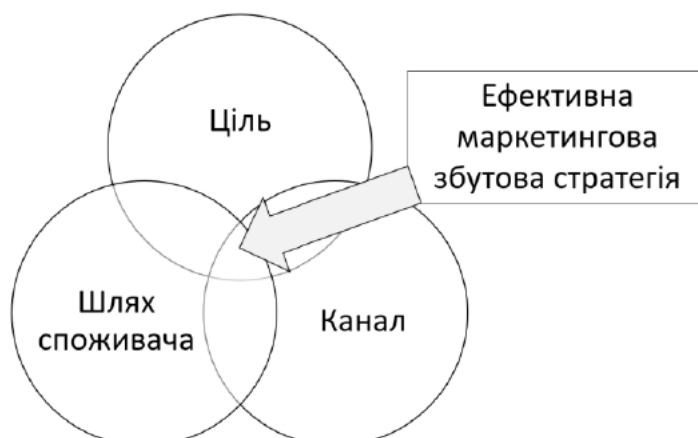 Ціль
Ефективна
маркетингова
збутова стратегія
Шлях
споживача
Канал